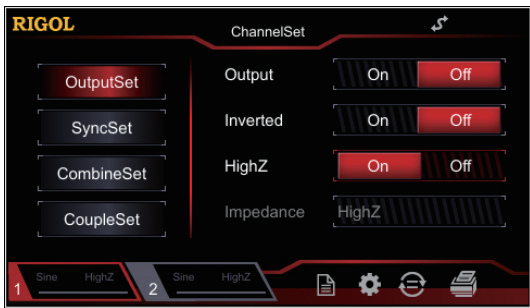 RIGOL
ChannelSet
OutputSet
Output
On
Off
SyncSet
Inverted
On
Off
CombineSet
HighZ
On
Off
CoupleSet
Impedance
HighZ
1
Sine
HighZ
2
Sine
HighZ